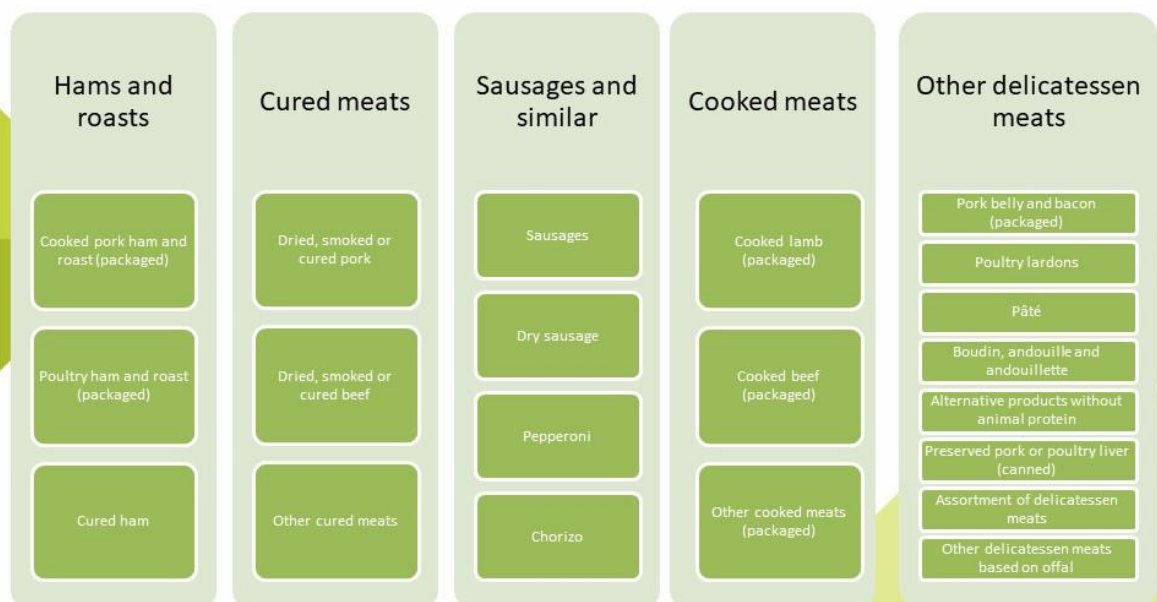 Hams and
roasts
Cooked pork ham and
roast (packaged)
Poultry ham and roast
(packaged)
Cured ham
Cured meats
Dried, smoked or
cured pork
Dried, smoked or
cured beef
Other cured meats
Sausages and
similar
Sausages
Dry sausage
Pepperoni
Chorizo
Cooked meats
Cooked lamb
(packaged)
Cooked beef
(packaged)
Other cooked meats
(packaged)
Other delicatessen
meats
Pork belly and bacon
(packaged)
Poultry lardons
Pâté
Boudin, andouille and
andouillette
Alternative products without
animal protein
Preserved pork or poultry liver
(canned)
Assortment of delicatessen
meats
Other delicatessen meats
based on offal